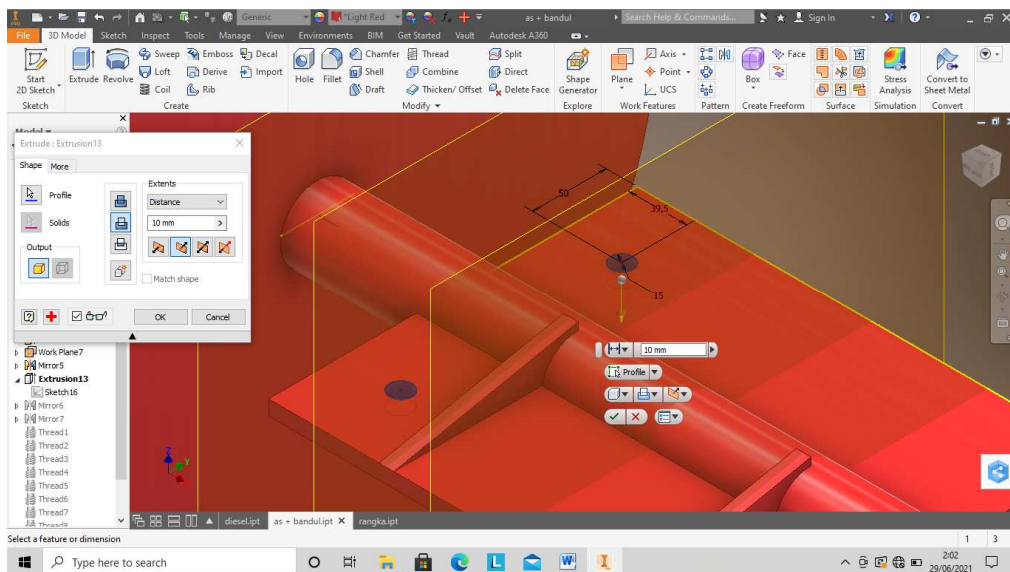 Generic
*Light Red
as + bandul
Search Help & Commands...
Sign In
File 3D Model Sketch Inspect Tools Manage View Environments BIM Get Started Vault Autodesk A360
Start 2D Sketch
Extrude Revolve
Sweep Emboss Decal
Loft Derive Import
Coil Rib
Hole Fillet
Chamfer Thread Split
Shell Combine Direct
Draft Thicken/ Offset Delete Face
Shape Generator
Plane
Axis
Point
UCS
Box
Face
Stress Analysis
Convert to Sheet Metal
Sketch Create Modify Explore Work Features Pattern Create Freeform Surface Simulation Convert
Model
Extrude : Extrusion13
Shape More
Profile
Solids
Output
Extents
Distance
10 mm
Match shape
OK Cancel
Work Plane7
Mirror5
Extrusion13
Sketch16
Mirror6
Mirror7
Thread1
Thread2
Thread3
Thread4
Thread5
Thread6
Thread7
Thread8
50
39,5
15
10 mm
Profile
Z
Y
diesel.ipt as + bandul.ipt rangka.ipt
Select a feature or dimension
1 3
Type here to search
2:02
29/06/2021